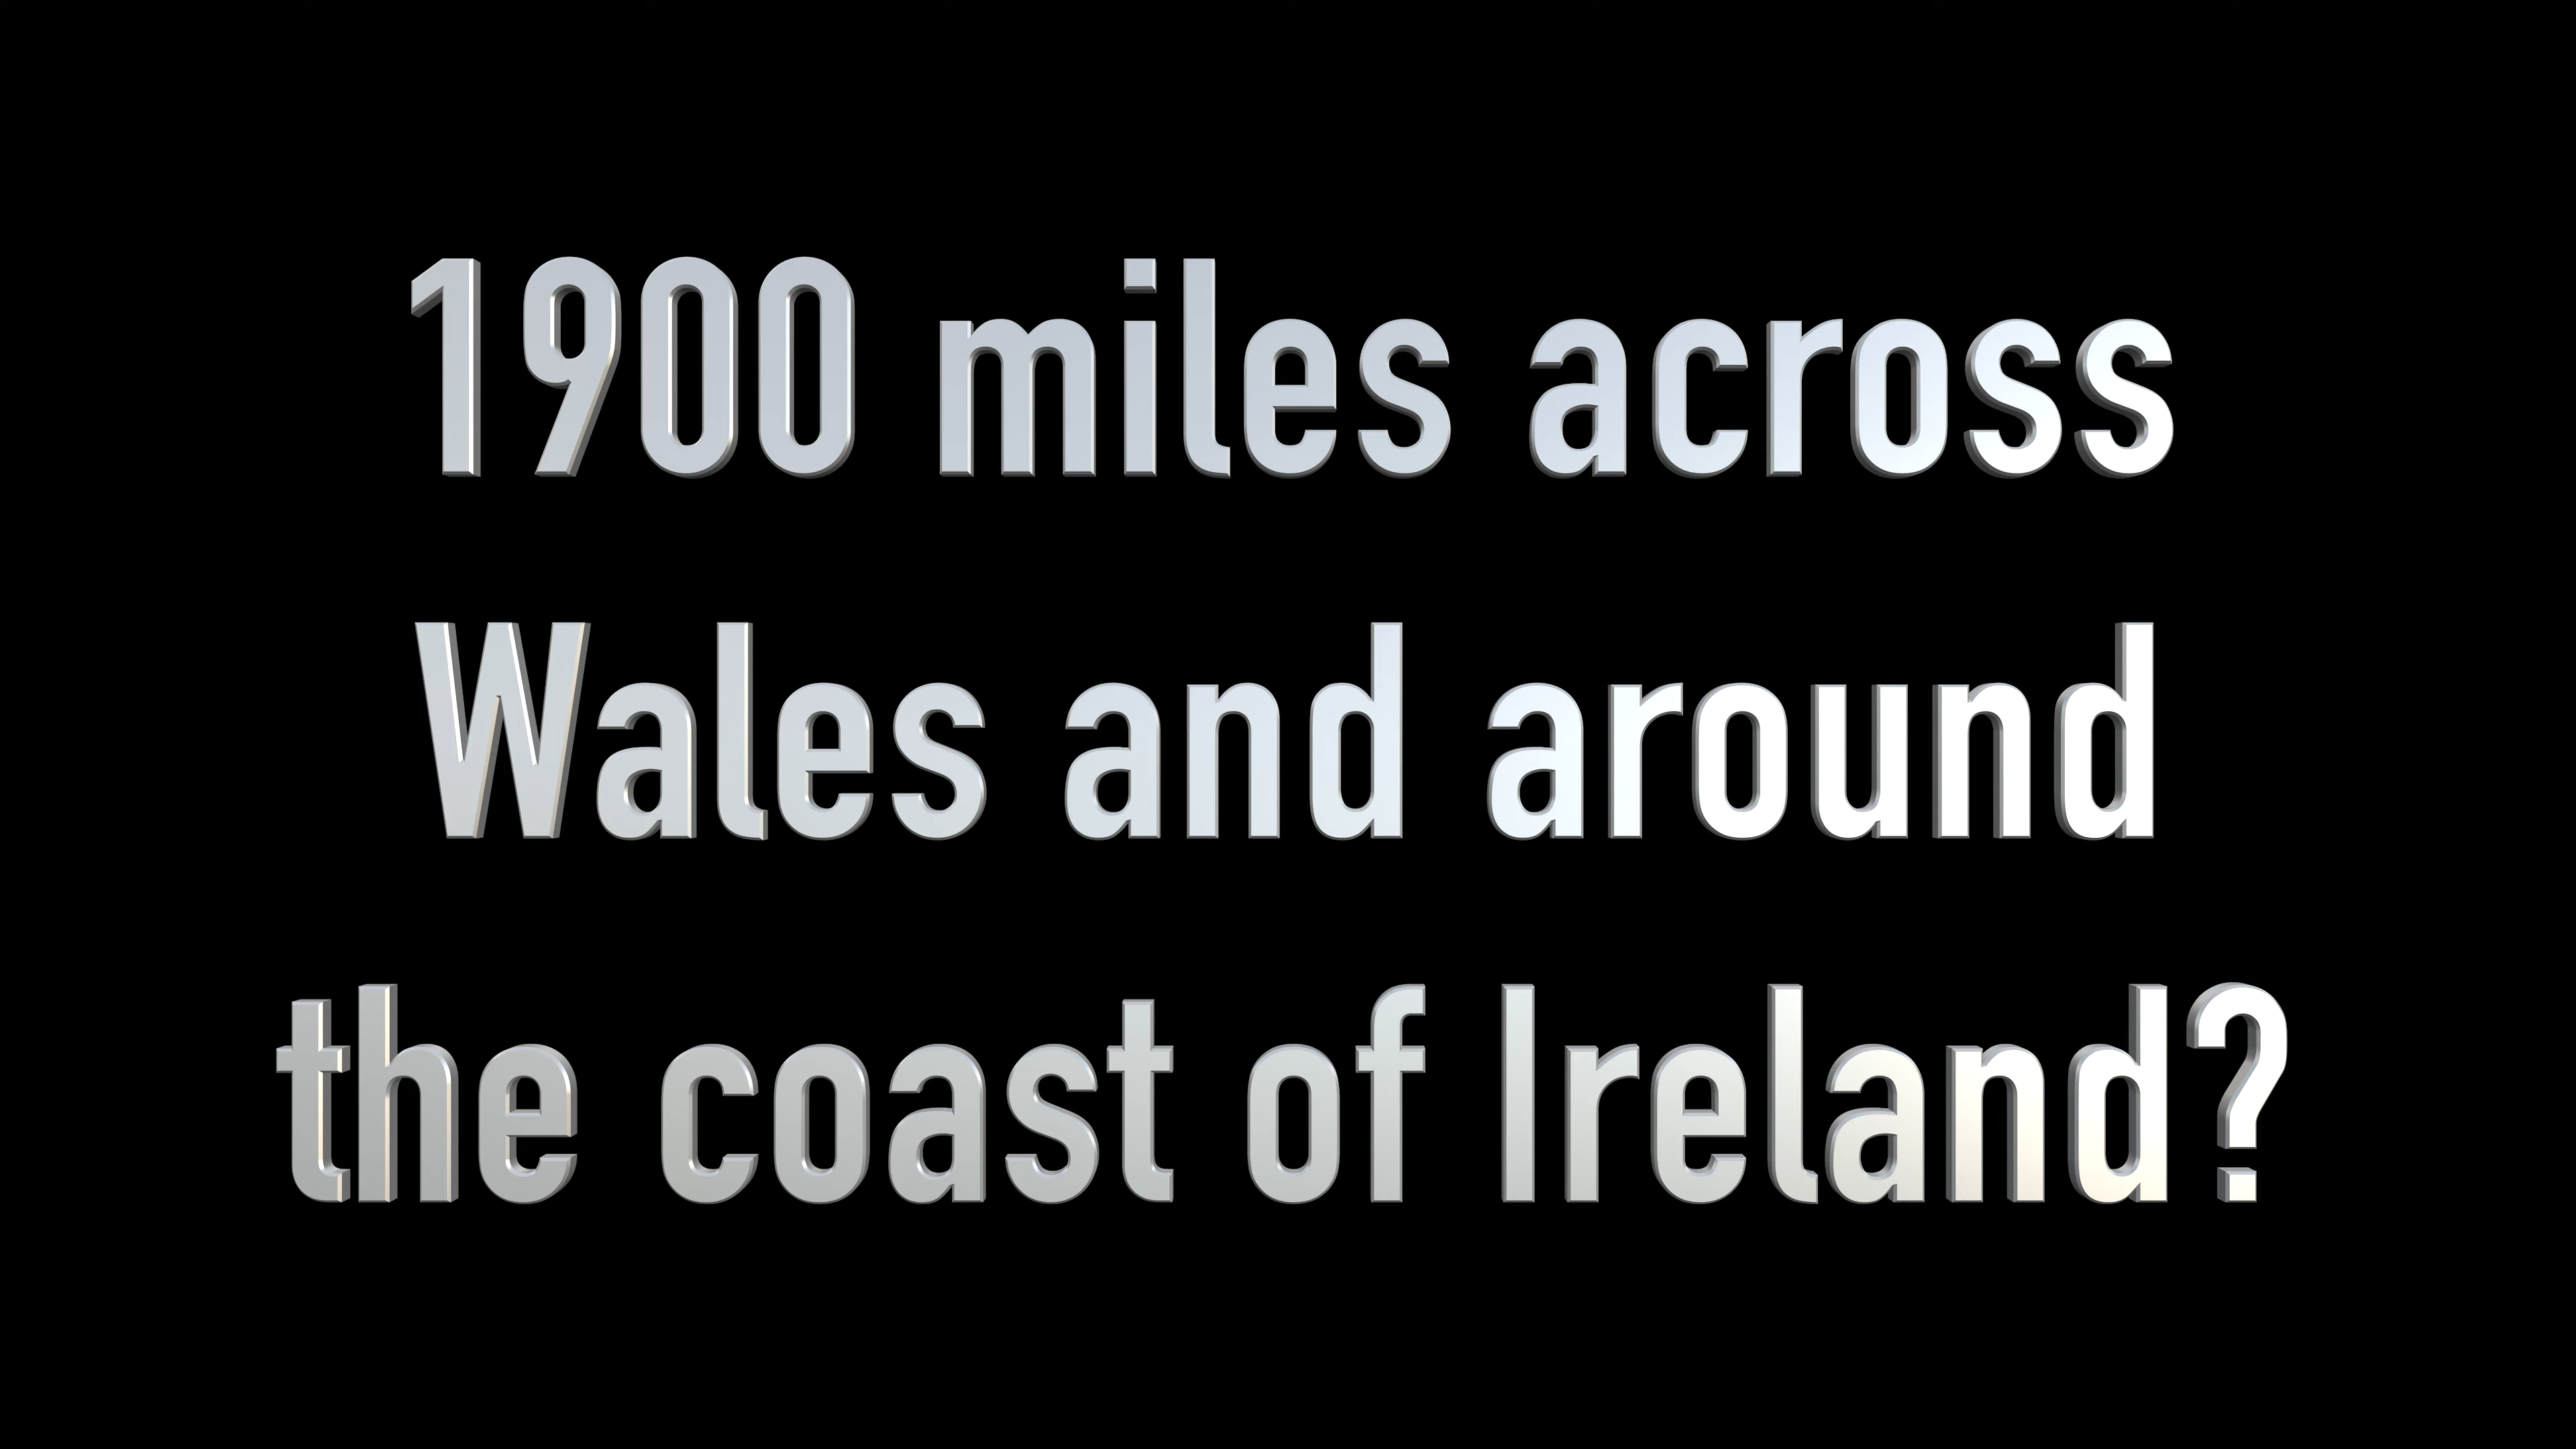 1900 miles across
Wales and around
the coast of Ireland?